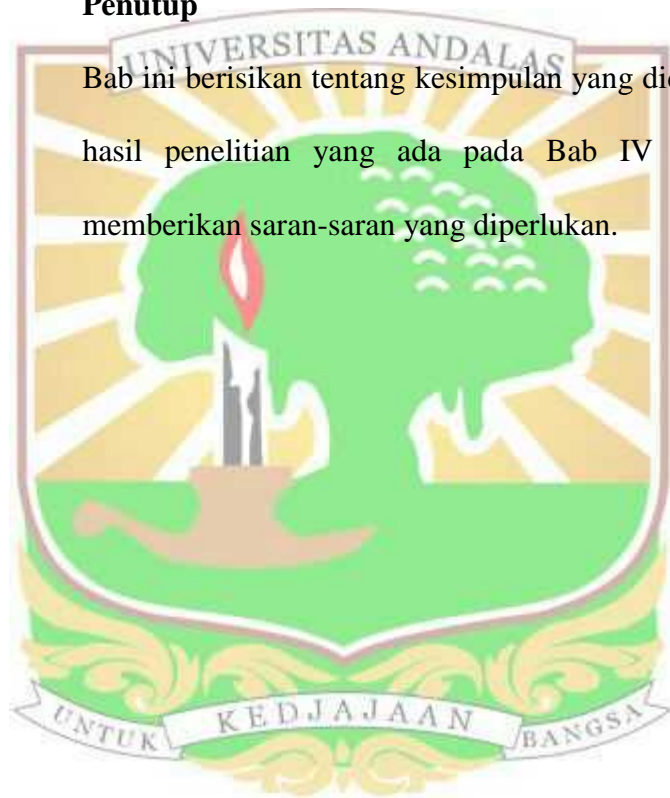 Penutup
UNIVERSITAS ANDALAS
Bab ini berisikan tentang kesimpulan yang
hasil penelitian yang ada pada Bab IV
memberikan saran-saran yang diperlukan.
UNTUK KEDJAJAAN BANGSA